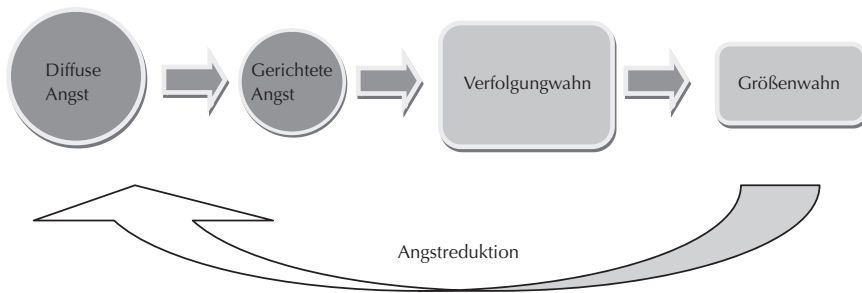 Diffuse
Angst
Gerichtete
Angst
Verfolgungwahn
Größenwahn
Angstreduktion